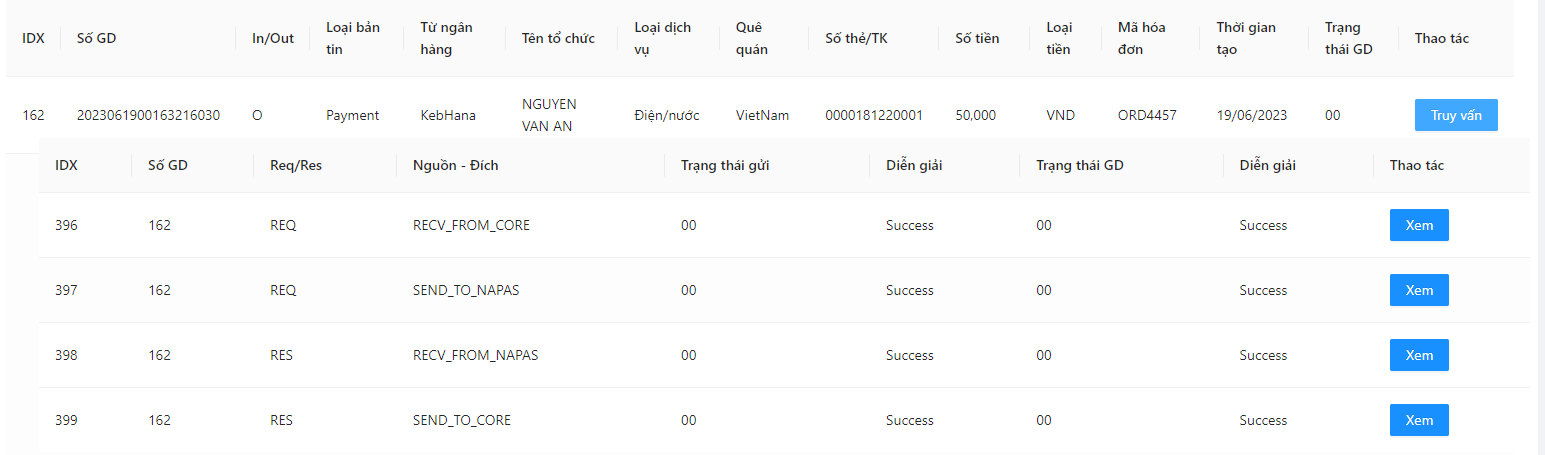 IDX Số GD In/Out Loại bản tin Từ ngân hàng Tên tổ chức Loại dịch vụ Quê quán Số thẻ/TK Số tiền Loại tiền Mã hóa đơn Thời gian tạo Trạng thái GD Thao tác
162 2023061900163216030 O Payment KebHana NGUYEN VAN AN Điện/nước VietNam 0000181220001 50,000 VND ORD4457 19/06/2023 00 Truy vấn
IDX Số GD Req/Res Nguồn - Đích Trạng thái gửi Diễn giải Trạng thái GD Diễn giải Thao tác
396 162 REQ RECV_FROM_CORE 00 Success 00 Success Xem
397 162 REQ SEND_TO_NAPAS 00 Success 00 Success Xem
398 162 RES RECV_FROM_NAPAS 00 Success 00 Success Xem
399 162 RES SEND_TO_CORE 00 Success 00 Success Xem